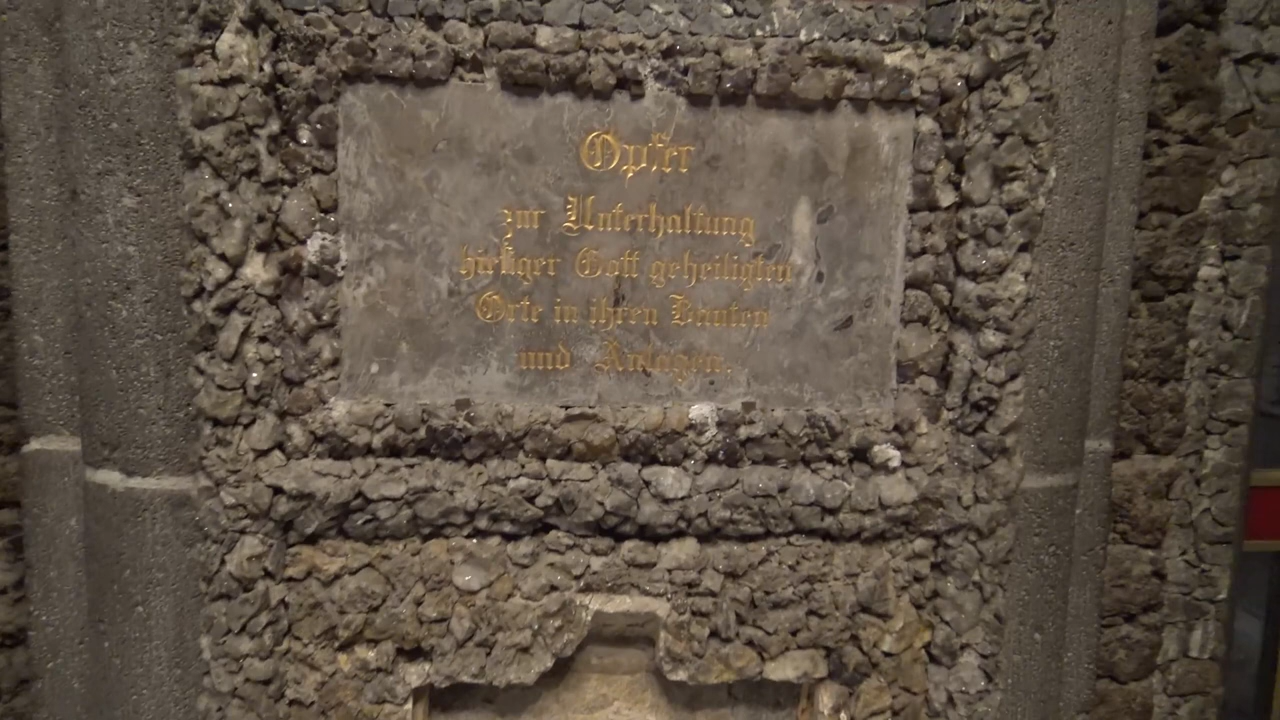 Opfer
zur Unterhaltung
hiesiger Gott geheiligten
Orte in ihren Bauten
und Anlagen.